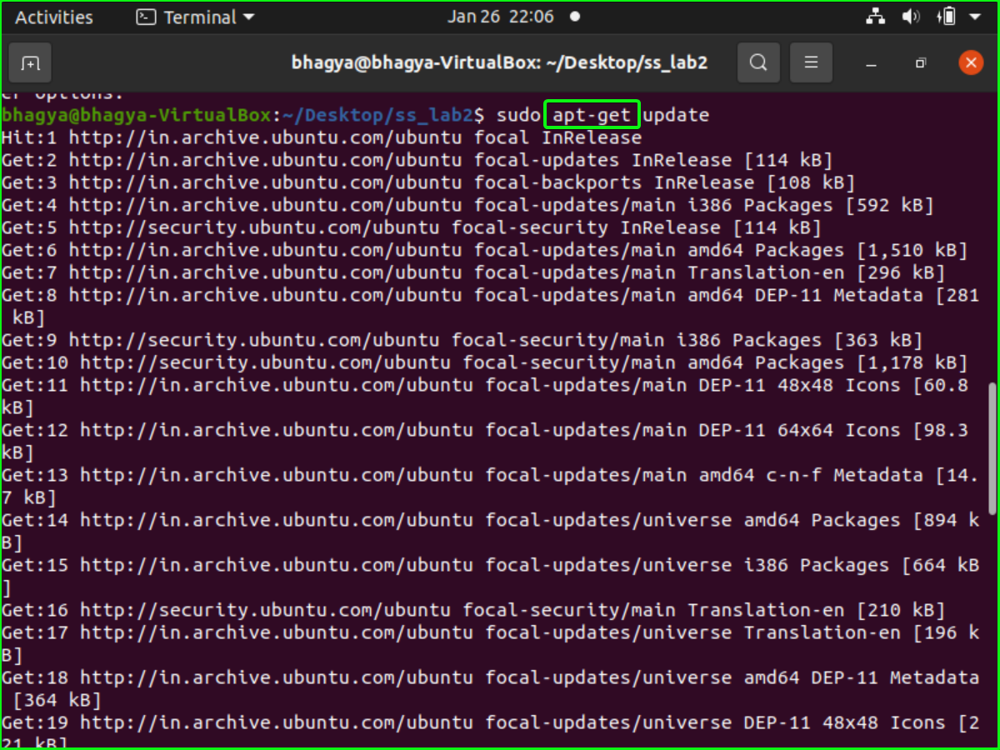 Activities Terminal Jan 26 22:06
bhagya@bhagya-VirtualBox: ~/Desktop/ss_lab2
er options.
bhagya@bhagya-VirtualBox:~/Desktop/ss_lab2$ sudo apt-get update
Hit:1 http://in.archive.ubuntu.com/ubuntu focal InRelease
Get:2 http://in.archive.ubuntu.com/ubuntu focal-updates InRelease [114 kB]
Get:3 http://in.archive.ubuntu.com/ubuntu focal-backports InRelease [108 kB]
Get:4 http://in.archive.ubuntu.com/ubuntu focal-updates/main i386 Packages [592 kB]
Get:5 http://security.ubuntu.com/ubuntu focal-security InRelease [114 kB]
Get:6 http://in.archive.ubuntu.com/ubuntu focal-updates/main amd64 Packages [1,510 kB]
Get:7 http://in.archive.ubuntu.com/ubuntu focal-updates/main Translation-en [296 kB]
Get:8 http://in.archive.ubuntu.com/ubuntu focal-updates/main amd64 DEP-11 Metadata [281
 kB]
Get:9 http://security.ubuntu.com/ubuntu focal-security/main i386 Packages [363 kB]
Get:10 http://security.ubuntu.com/ubuntu focal-security/main amd64 Packages [1,178 kB]
Get:11 http://in.archive.ubuntu.com/ubuntu focal-updates/main DEP-11 48x48 Icons [60.8
kB]
Get:12 http://in.archive.ubuntu.com/ubuntu focal-updates/main DEP-11 64x64 Icons [98.3
kB]
Get:13 http://in.archive.ubuntu.com/ubuntu focal-updates/main amd64 c-n-f Metadata [14.
7 kB]
Get:14 http://in.archive.ubuntu.com/ubuntu focal-updates/universe amd64 Packages [894 k
B]
Get:15 http://in.archive.ubuntu.com/ubuntu focal-updates/universe i386 Packages [664 kB
]
Get:16 http://security.ubuntu.com/ubuntu focal-security/main Translation-en [210 kB]
Get:17 http://in.archive.ubuntu.com/ubuntu focal-updates/universe Translation-en [196 k
B]
Get:18 http://in.archive.ubuntu.com/ubuntu focal-updates/universe amd64 DEP-11 Metadata
 [364 kB]
Get:19 http://in.archive.ubuntu.com/ubuntu focal-updates/universe DEP-11 48x48 Icons [2
21 kB]